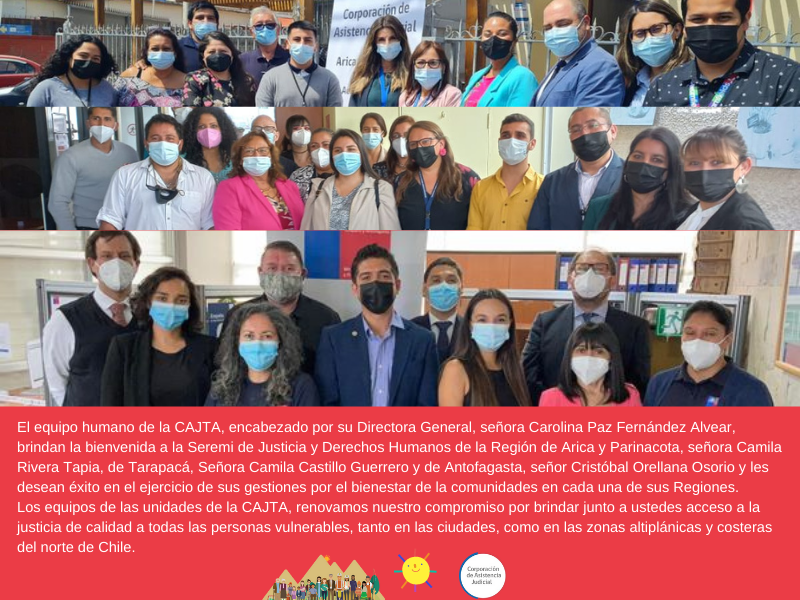 Corporación de
Asistencia Judicial
Arica
El equipo humano de la CAJTA, encabezado por su Directora General, señora Carolina Paz Fernández Alvear,
brindan la bienvenida a la Seremi de Justicia y Derechos Humanos de la Región de Arica y Parinacota, señora Camila
Rivera Tapia, de Tarapacá, Señora Camila Castillo Guerrero y de Antofagasta, señor Cristóbal Orellana Osorio y les
desean éxito en el ejercicio de sus gestiones por el bienestar de la comunidades en cada una de sus Regiones.
Los equipos de las unidades de la CAJTA, renovamos nuestro compromiso por brindar junto a ustedes acceso a la
justicia de calidad a todas las personas vulnerables, tanto en las ciudades, como en las zonas altiplánicas y costeras
del norte de Chile.
Corporación
de Asistencia
Judicial